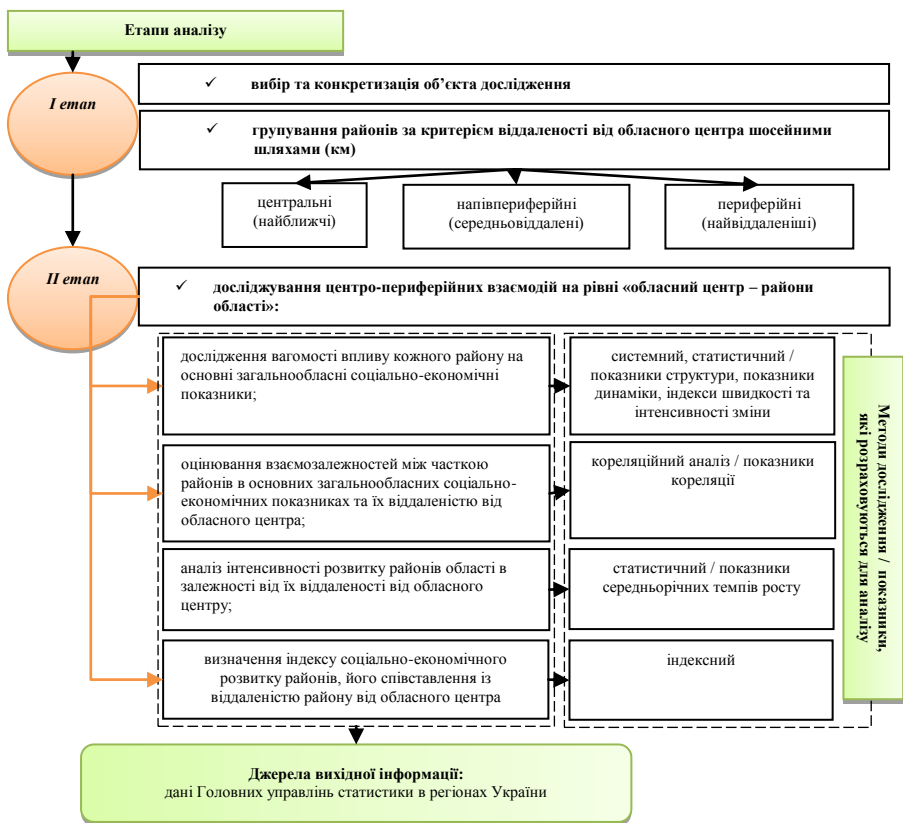 Етапи аналізу
I етап
✓ вибір та конкретизація об’єкта дослідження
✓ групування районів за критерієм віддаленості від обласного центра шосейними
шляхами (км)
центральні
(найближчі)
напівпериферійні
(середньовіддалені)
периферійні
(найвіддаленіші)
II етап
✓ досліджування центро-периферійних взаємодій на рівні «обласний центр – райони
області»:
дослідження вагомості впливу кожного району на
основні загальнообласні соціально-економічні
показники;
системний, статистичний /
показники структури, показники
динаміки, індекси швидкості та
інтенсивності зміни
оцінювання взаємозалежностей між часткою
районів в основних загальнообласних соціально-
економічних показниках та їх віддаленістю від
обласного центра;
кореляційний аналіз / показники
кореляції
аналіз інтенсивності розвитку районів області в
залежності від їх віддаленості від обласного
центру;
статистичний / показники
середньорічних темпів росту
визначення індексу соціально-економічного
розвитку районів, його співставлення із
віддаленістю району від обласного центра
індексний
Методи дослідження / показники,
які розраховуються для аналізу
Джерела вихідної інформації:
дані Головних управлінь статистики в регіонах України